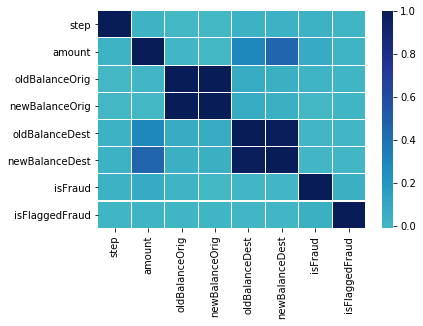 step
amount
oldBalanceOrig
newBalanceOrig
oldBalanceDest
newBalanceDest
isFraud
isFlaggedFraud
step
amount
oldBalanceOrig
newBalanceOrig
oldBalanceDest
newBalanceDest
isFraud
isFlaggedFraud
1.0
0.8
0.6
0.4
0.2
0.0